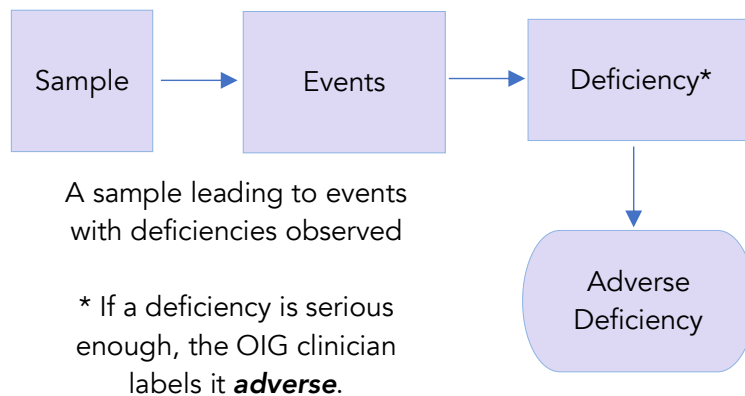 Sample
Events
Deficiency*
A sample leading to events
with deficiencies observed
Adverse
Deficiency
* If a deficiency is serious
enough, the OIG clinician
labels it adverse.